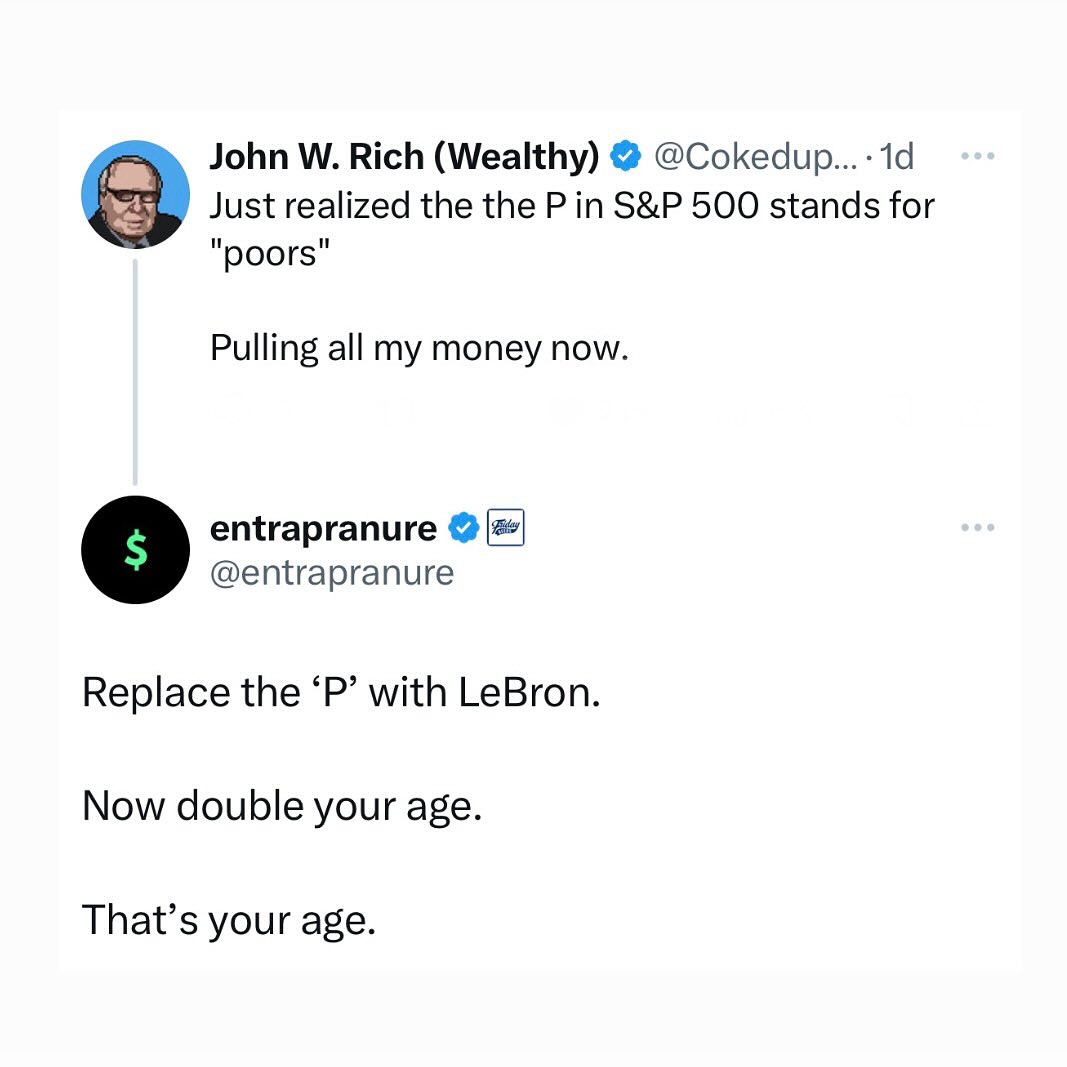 John W. Rich (Wealthy) @Cokedup... · 1d
Just realized the the P in S&P 500 stands for
"poors"
Pulling all my money now.
$
entrapranure Friday
@entrapranure
Replace the ‘P’ with LeBron.
Now double your age.
That’s your age.